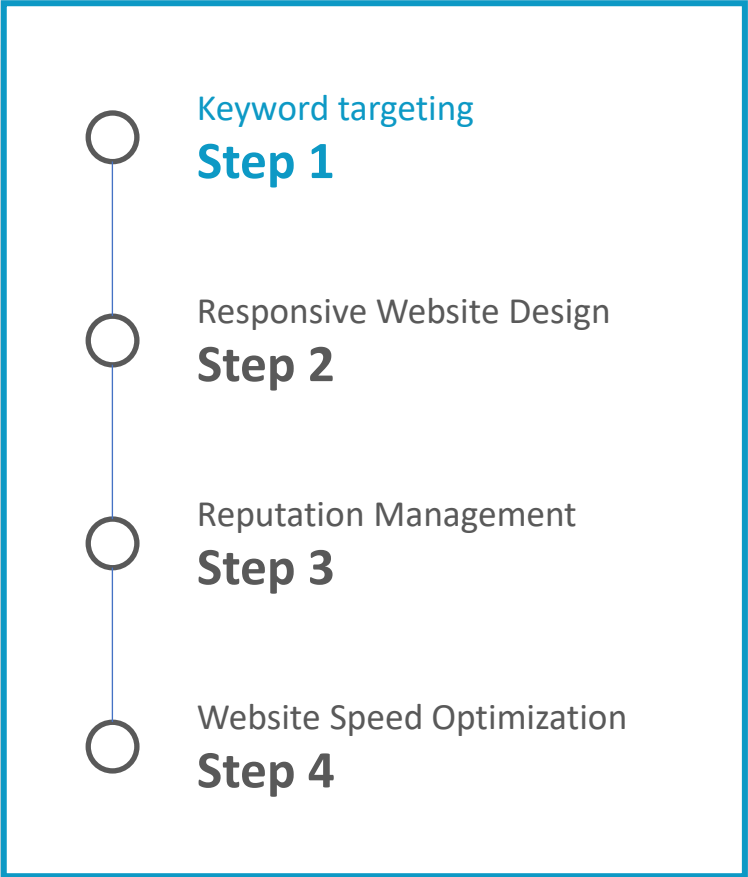 Keyword targeting
Step 1
Responsive Website Design
Step 2
Reputation Management
Step 3
Website Speed Optimization
Step 4